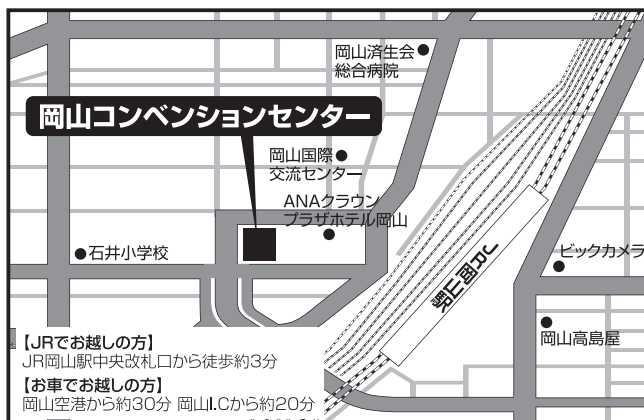 岡山済生会
総合病院
岡山コンベンションセンター
岡山国際
交流センター
ANAクラウン
プラザホテル岡山
石井小学校
JR岡山駅
ビックカメラ
岡山高島屋
【JRでお越しの方】
JR岡山駅中央改札口から徒歩約3分
【お車でお越しの方】
岡山空港から約30分 岡山I.Cから約20分